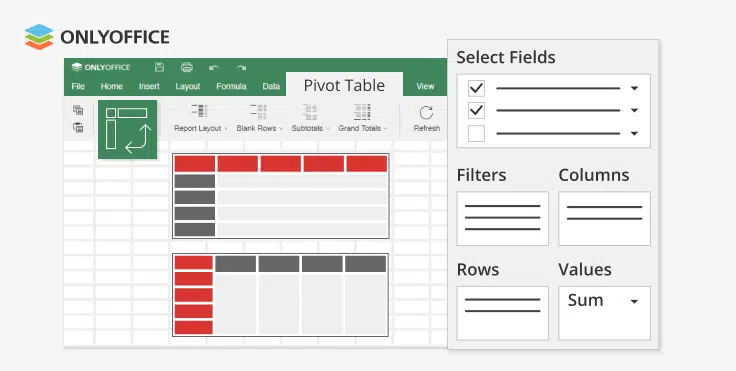 ONLYOFFICE
ONLYOFFICE
File Home Insert Layout Formula Data Pivot Table View
Report Layout Blank Rows Subtotals Grand Totals Refresh
Select Fields
Filters Columns
Rows Values
Sum